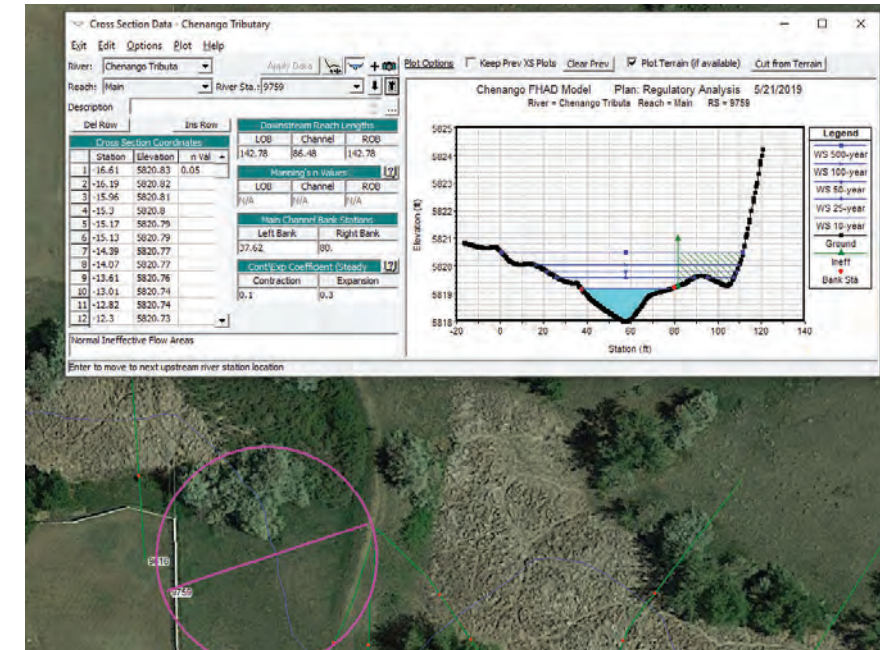 Cross Section Data - Chenango Tributary
Exit Edit Options Plot Help
River: Chenango Tributa Apply Data
Reach: Main River Sta.: 9759
Description ...
Del Row Ins Row
Cross Section Coordinates
Station Elevation n Val
1 -16.61 5820.83 0.05
2 -16.19 5820.82
3 -15.96 5820.81
4 -15.3 5820.8
5 -15.17 5820.79
6 -15.13 5820.79
7 -14.39 5820.77
8 -14.07 5820.77
9 -13.61 5820.76
10 -13.01 5820.74
11 -12.82 5820.74
12 -12.3 5820.73
Downstream Reach Lengths
LOB Channel ROB
142.78 86.48 142.78
Manning's n Values [?]
LOB Channel ROB
N/A N/A N/A
Main Channel Bank Stations
Left Bank Right Bank
37.62 80.
Cont\Exp Coefficient (Steady [?]
Contraction Expansion
0.1 0.3
Normal Ineffective Flow Areas
Enter to move to next upstream river station location
Plot Options Keep Prev XS Plots Clear Prev Plot Terrain (if available) Cut from Terrain
Chenango FHAD Model Plan: Regulatory Analysis 5/21/2019
River = Chenango Tributa Reach = Main RS = 9759
Elevation (ft)
5825
5824
5823
5822
5821
5820
5819
5818
-20 0 20 40 60 80 100 120 140
Station (ft)
Legend
WS 500-year
WS 100-year
WS 50-year
WS 25-year
WS 10-year
Ground
Ineff
Bank Sta
9759